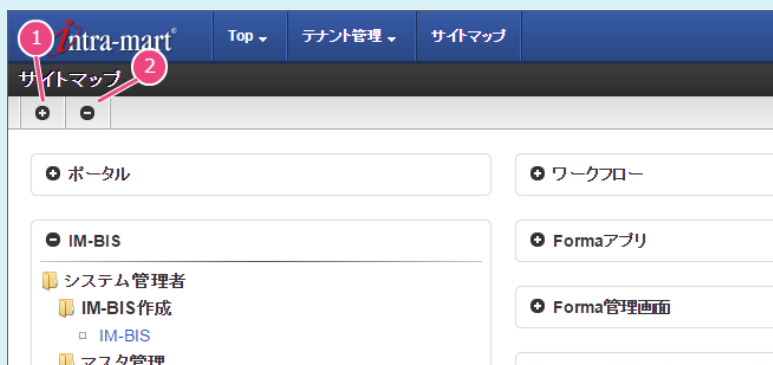 1 intra-mart® Top テナント管理 サイトマップ
2
サイトマップ
ポータル
ワークフロー
IM-BIS
Formaアプリ
システム管理者
IM-BIS作成
Forma管理画面
IM-BIS
マスタ管理